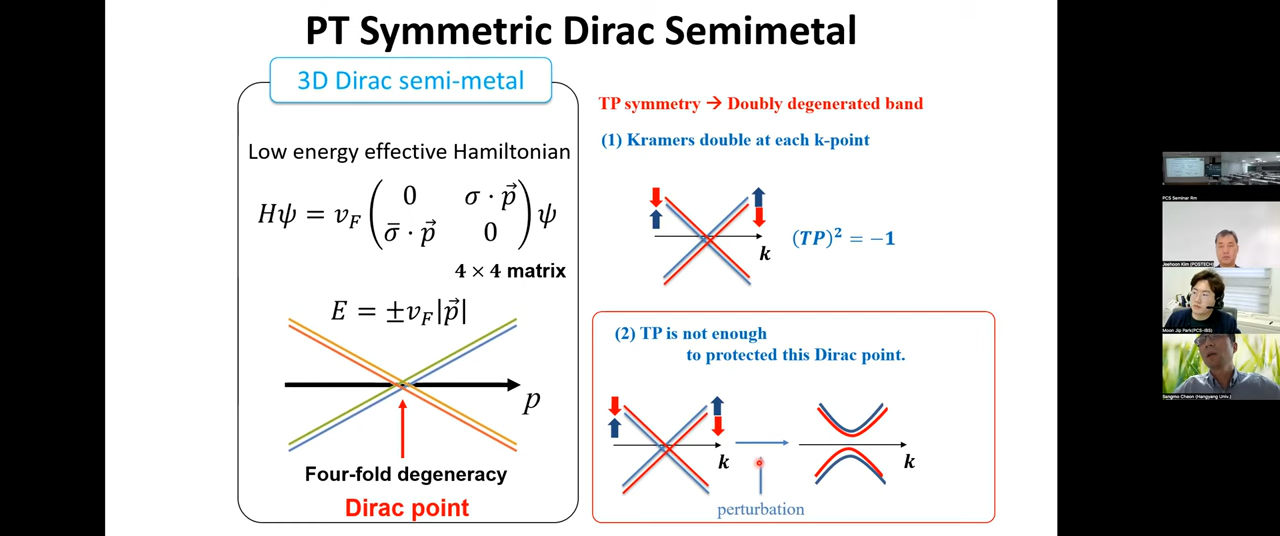 PT Symmetric Dirac Semimetal
3D Dirac semi-metal
Low energy effective Hamiltonian
Hψ = v_F ( 0 σ · p⃗ ; σ̄ · p⃗ 0 ) ψ
4 × 4 matrix
E = ±v_F|p⃗|
p
Four-fold degeneracy
Dirac point
TP symmetry → Doubly degenerated band
(1) Kramers double at each k-point
k
(TP)² = −1
(2) TP is not enough
to protected this Dirac point.
k
k
perturbation
PCS Seminar Rm
Jaehoon Kim (POSTECH)
Moon Jip Park(PCS-IBS)
Sangmo Cheon (Hanyang Univ.)